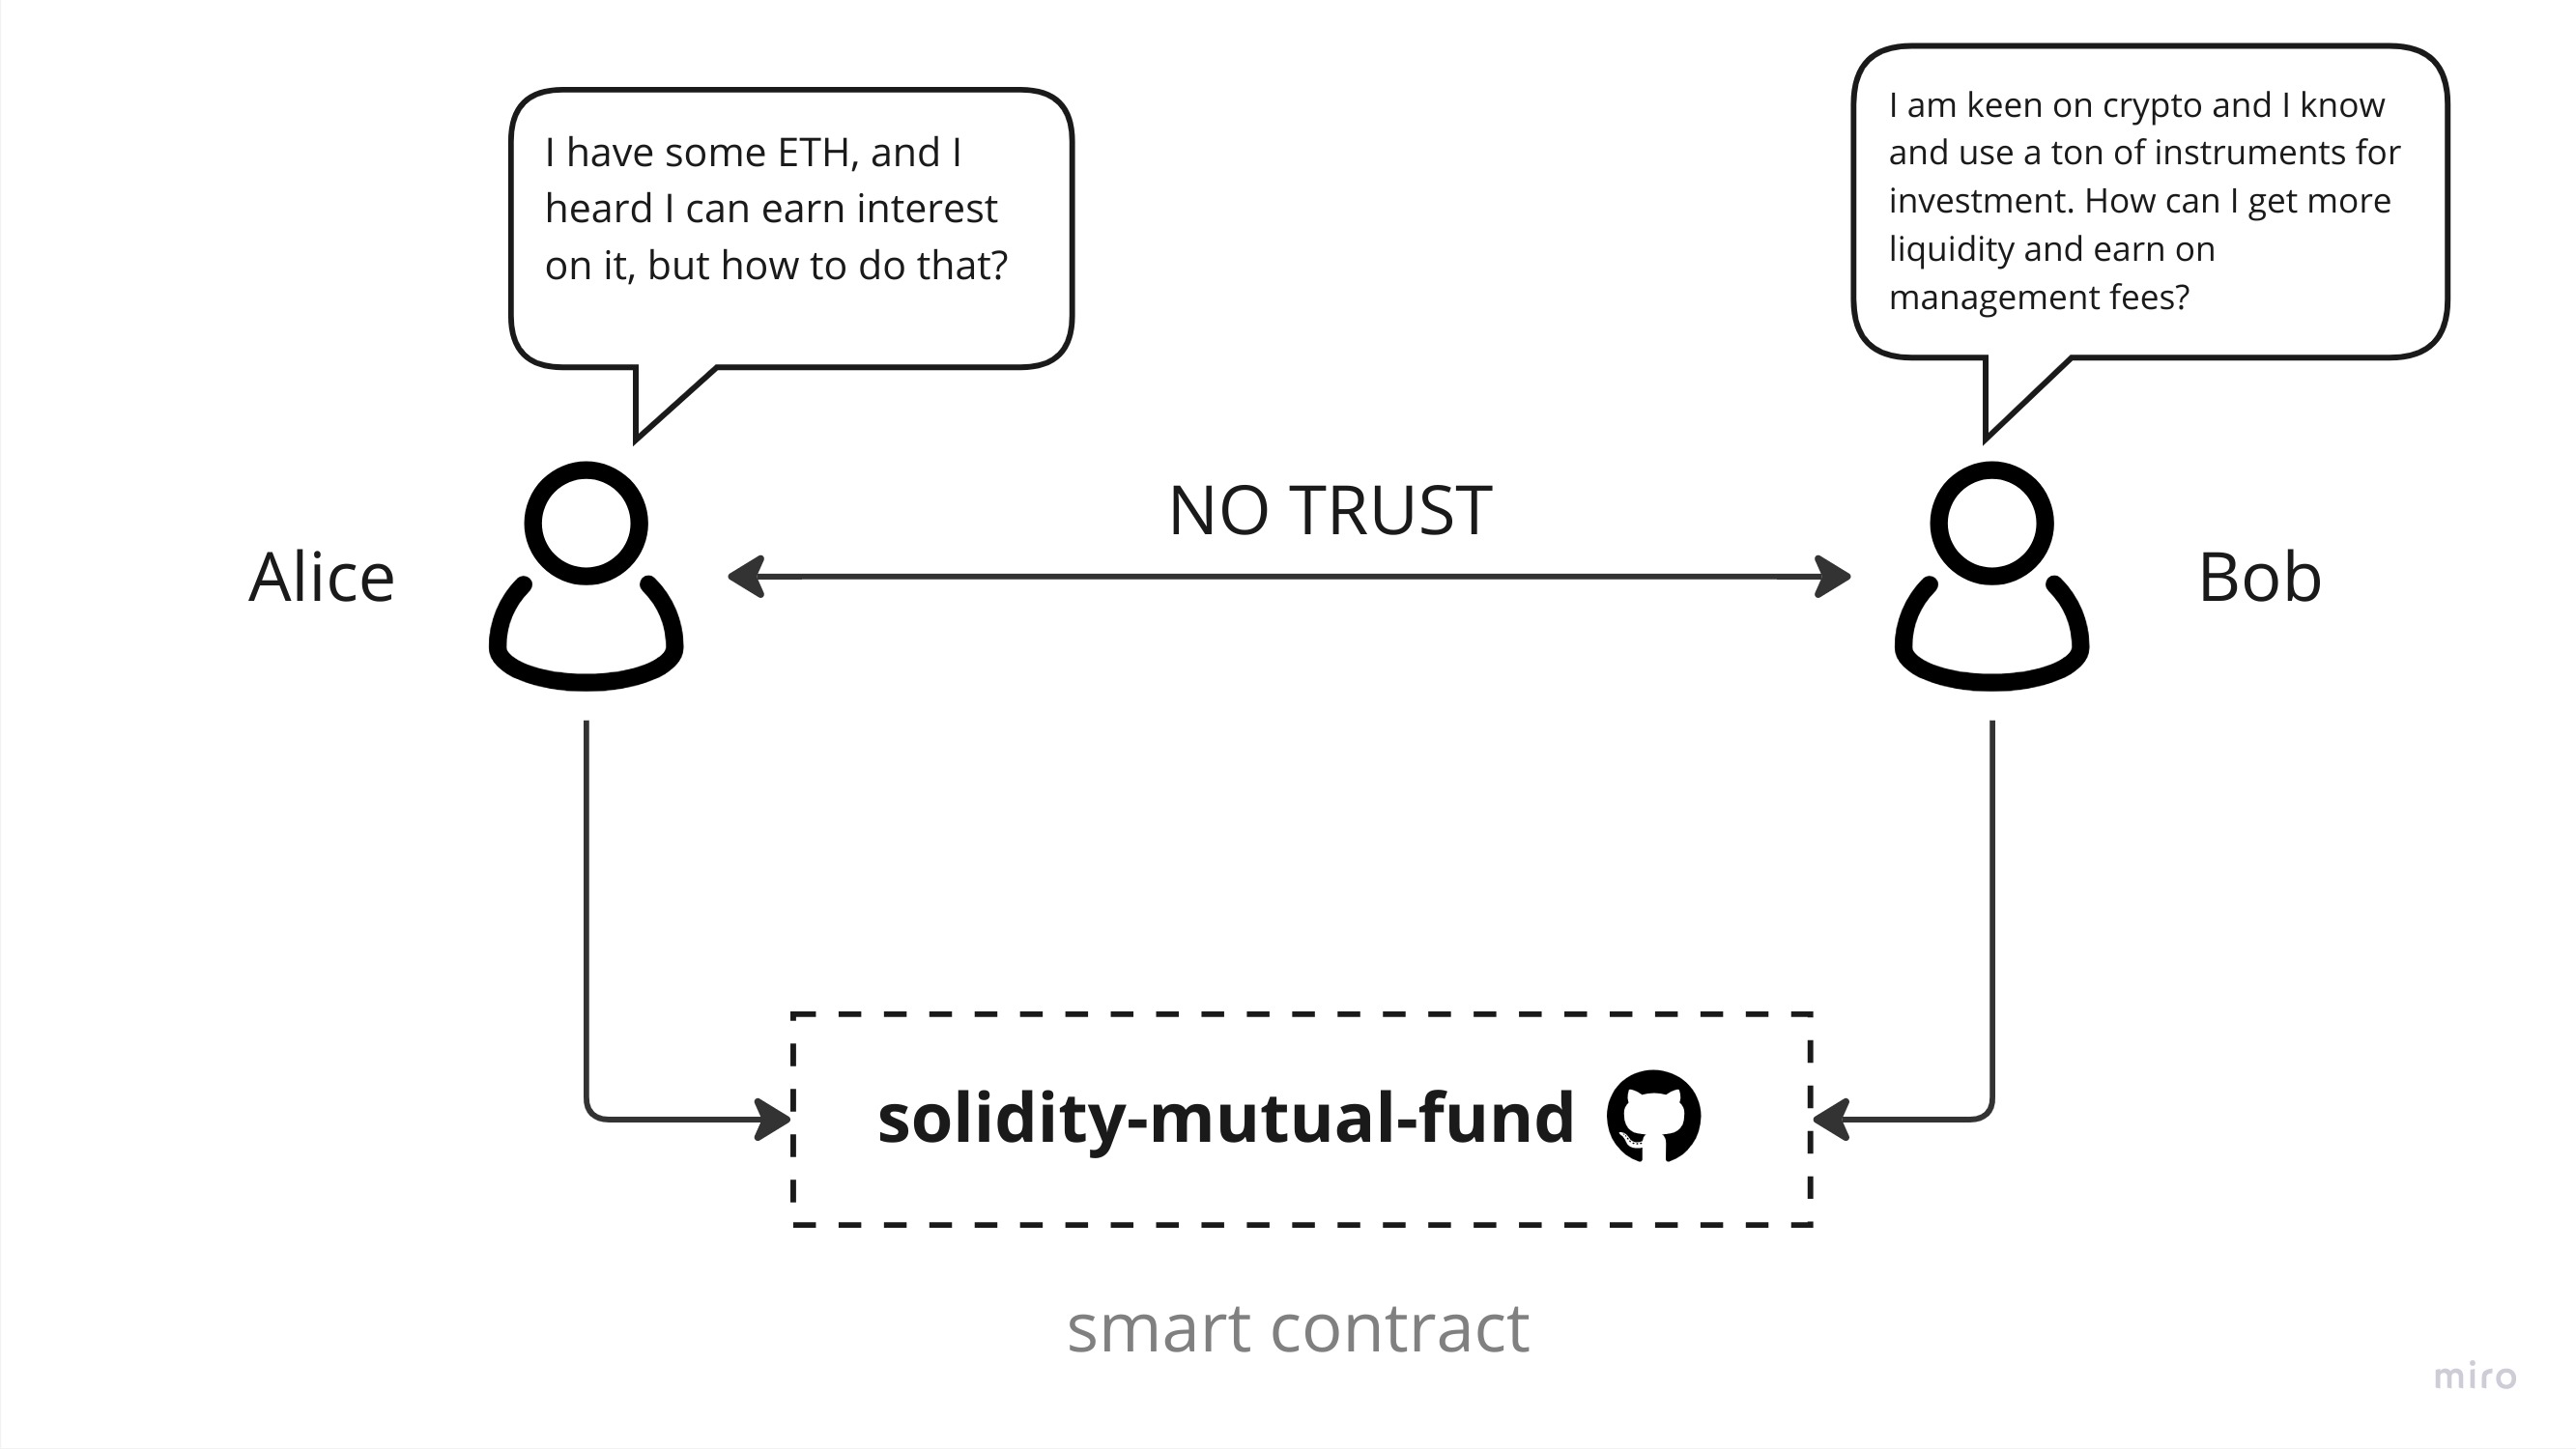 I have some ETH, and I
heard I can earn interest
on it, but how to do that?
I am keen on crypto and I know
and use a ton of instruments for
investment. How can I get more
liquidity and earn on
management fees?
NO TRUST
Alice
Bob
solidity-mutual-fund
smart contract
miro